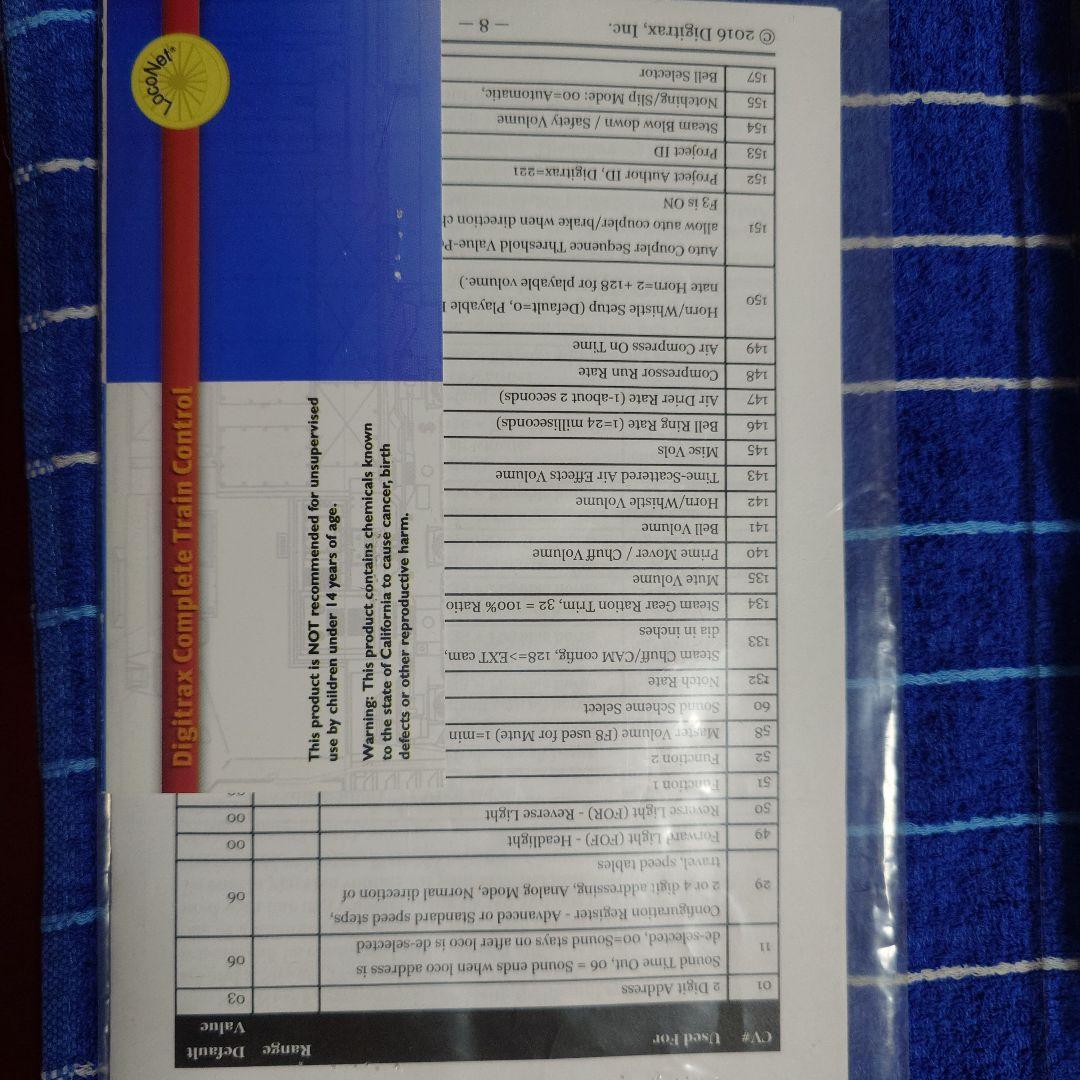 CV# Used For Range Default
Value
01 2 Digit Address 03
11 Sound Time Out, 06 = Sound ends when loco address is
de-selected, 00=Sound stays on after loco is de-selected 06
29 Configuration Register - Advanced or Standard speed steps,
2 or 4 digit addressing, Analog Mode, Normal direction of
travel, speed tables 06
49 Forward Light (FOF) - Headlight 00
50 Reverse Light (FOR) - Reverse Light 00
51 Function 1
52 Function 2
58 Master Volume (F8 used for Mute) 1=min
60 Sound Scheme Select
132 Notch Rate
133 Steam Chuff/CAM config, 128=>EXT cam,
dia in inches
134 Steam Gear Ration Trim, 32 = 100% Ratio
135 Mute Volume
140 Prime Mover / Chuff Volume
141 Bell Volume
142 Horn/Whistle Volume
143 Time-Scattered Air Effects Volume
145 Misc Vols
146 Bell Ring Rate (1=24 milliseconds)
147 Air Drier Rate (1-about 2 seconds)
148 Compressor Run Rate
149 Air Compress On Time
150 Horn/Whistle Setup (Default=0, Playable
nate Horn=2 +128 for playable volume.)
151 Auto Coupler Sequence Threshold Value-
allow auto coupler/brake when direction
F3 is ON
152 Project Author ID, Digitrax=221
153 Project ID
154 Steam Blow down / Safety Volume
155 Notching/Slip Mode: 00=Automatic,
157 Bell Selector
© 2016 Digitrax, Inc. — 8 —
LocoNet®
Digitrax Complete Train Control
This product is NOT recommended for unsupervised
use by children under 14 years of age.
Warning: This product contains chemicals known
to the state of California to cause cancer, birth
defects or other reproductive harm.